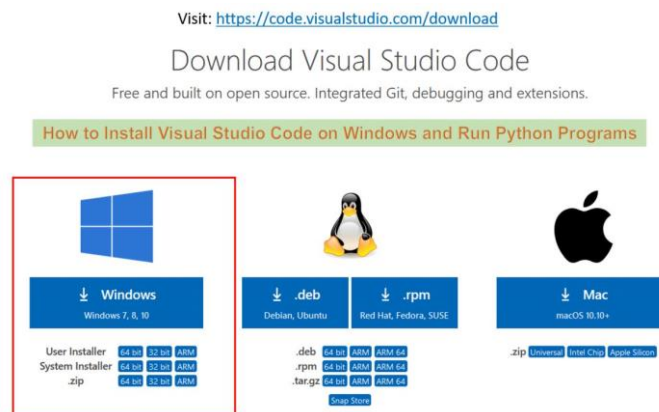 Visit: https://code.visualstudio.com/download
Download Visual Studio Code
Free and built on open source. Integrated Git, debugging and extensions.
How to Install Visual Studio Code on Windows and Run Python Programs
Windows
Windows 7, 8, 10
User Installer 64 bit 32 bit ARM
System Installer 64 bit 32 bit ARM
.zip 64 bit 32 bit ARM
.deb
Debian, Ubuntu
.rpm
Red Hat, Fedora, SUSE
.deb 64 bit ARM ARM 64
.rpm 64 bit ARM ARM 64
.tar.gz 64 bit ARM ARM 64
Snap Store
Mac
macOS 10.10+
.zip Universal Intel Chip Apple Silicon